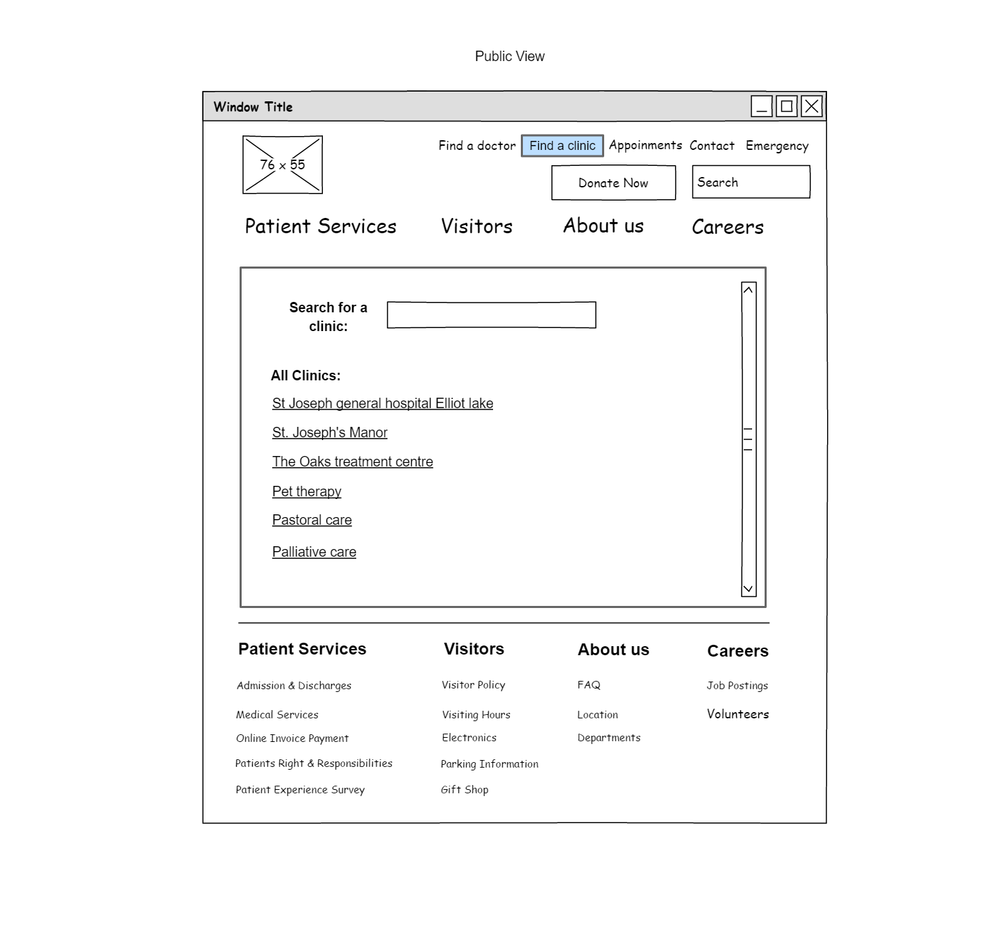 Public View
Window Title
76 x 55
Find a doctor Find a clinic Appoinments Contact Emergency
Donate Now Search
Patient Services Visitors About us Careers
Search for a
clinic:
All Clinics:
St Joseph general hospital Elliot lake
St. Joseph's Manor
The Oaks treatment centre
Pet therapy
Pastoral care
Palliative care
Patient Services Visitors About us Careers
Admission & Discharges Visitor Policy FAQ Job Postings
Medical Services Visiting Hours Location Volunteers
Online Invoice Payment Electronics Departments
Patients Right & Responsibilities Parking Information
Patient Experience Survey Gift Shop